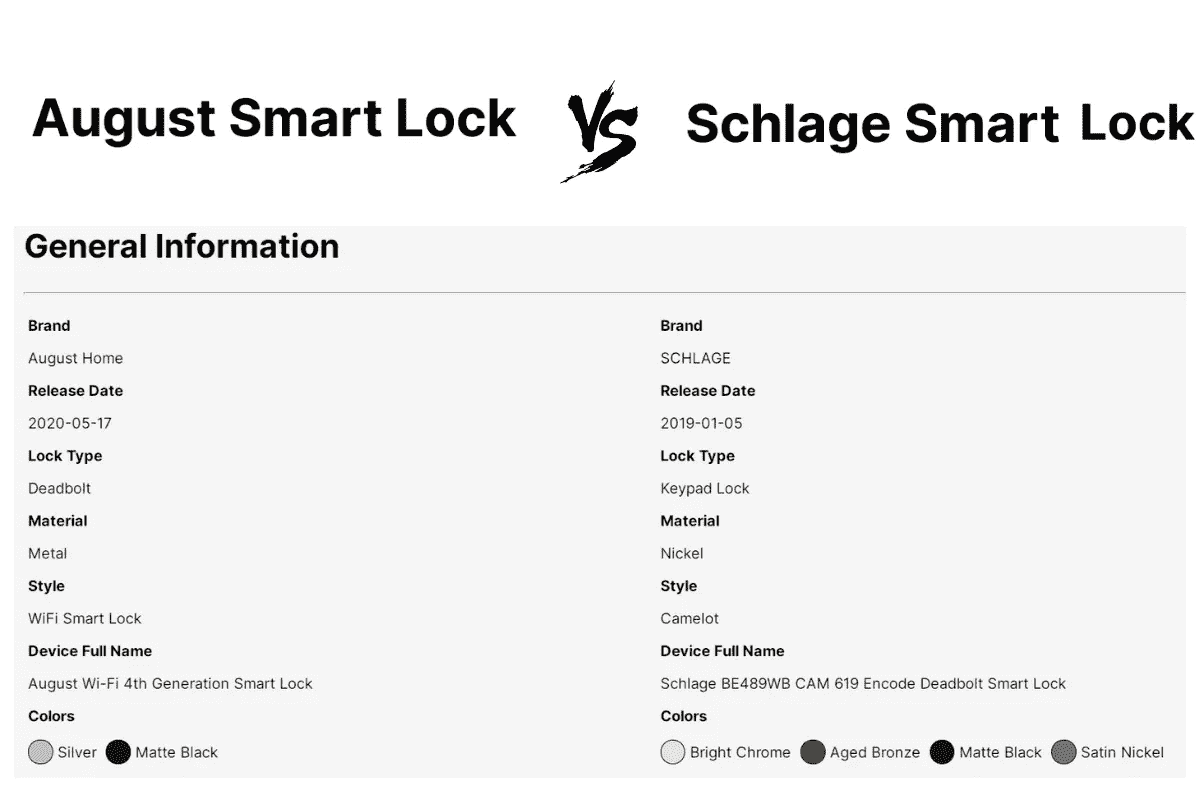 August Smart Lock VS Schlage Smart Lock
General Information
Brand
August Home
Release Date
2020-05-17
Lock Type
Deadbolt
Material
Metal
Style
WiFi Smart Lock
Device Full Name
August Wi-Fi 4th Generation Smart Lock
Colors
Silver Matte Black
Brand
SCHLAGE
Release Date
2019-01-05
Lock Type
Keypad Lock
Material
Nickel
Style
Camelot
Device Full Name
Schlage BE489WB CAM 619 Encode Deadbolt Smart Lock
Colors
Bright Chrome Aged Bronze Matte Black Satin Nickel